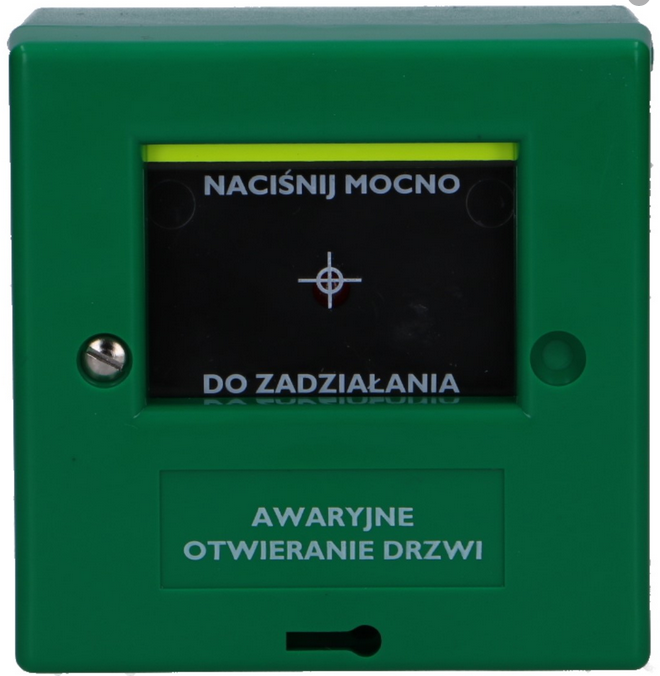 NACIŚNIJ MOCNO
DO ZADZIAŁANIA
AWARYJNE
OTWIERANIE DRZWI